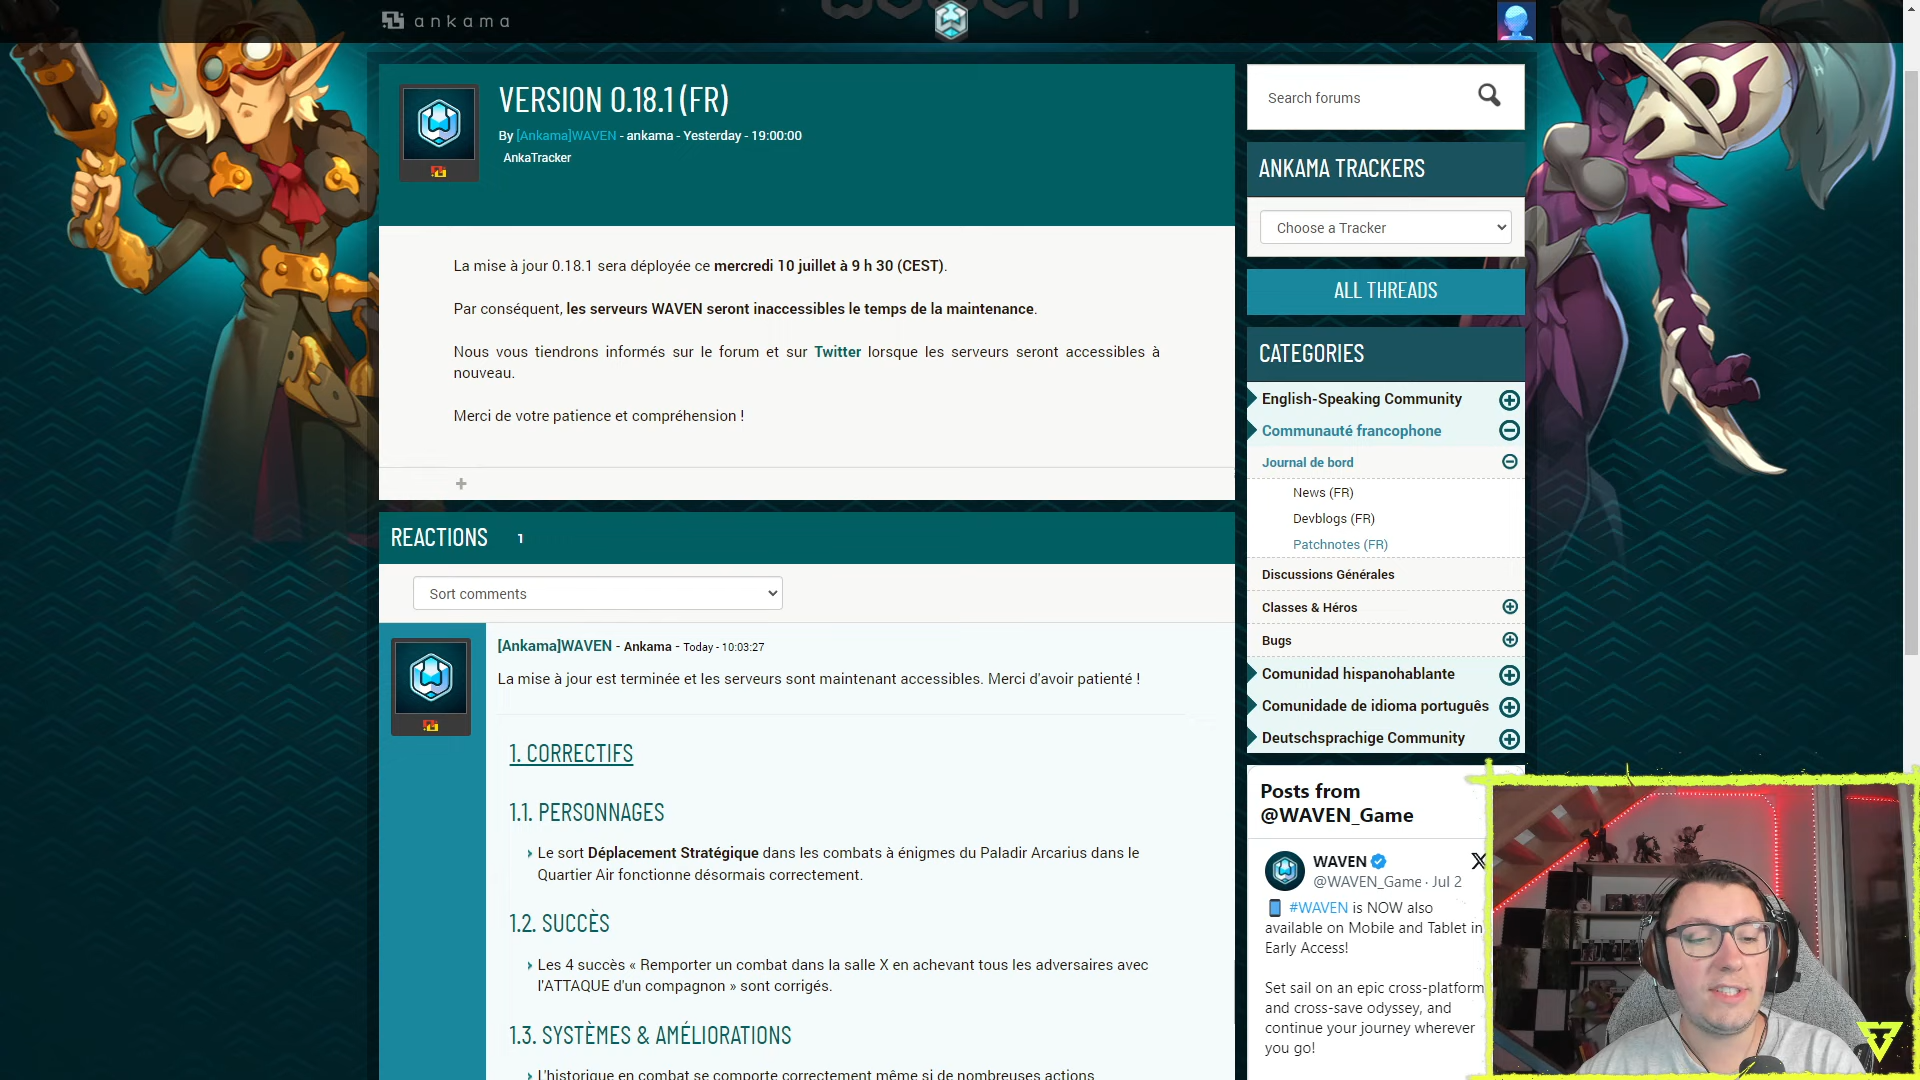 ankama
VERSION 0.18.1 (FR)
By [Ankama]WAVEN - ankama - Yesterday - 19:00:00
AnkaTracker
La mise à jour 0.18.1 sera déployée ce mercredi 10 juillet à 9 h 30 (CEST).
Par conséquent, les serveurs WAVEN seront inaccessibles le temps de la maintenance.
Nous vous tiendrons informés sur le forum et sur Twitter lorsque les serveurs seront accessibles à
nouveau.
Merci de votre patience et compréhension !
+
REACTIONS 1
Sort comments
[Ankama]WAVEN - Ankama - Today - 10:03:27
La mise à jour est terminée et les serveurs sont maintenant accessibles. Merci d'avoir patienté !
1. CORRECTIFS
1.1. PERSONNAGES
Le sort Déplacement Stratégique dans les combats à énigmes du Paladir Arcarius dans le
Quartier Air fonctionne désormais correctement.
1.2. SUCCÈS
Les 4 succès « Remporter un combat dans la salle X en achevant tous les adversaires avec
l'ATTAQUE d'un compagnon » sont corrigés.
1.3. SYSTÈMES & AMÉLIORATIONS
L'historique en combat se comporte correctement même si de nombreuses actions
Search forums
ANKAMA TRACKERS
Choose a Tracker
ALL THREADS
CATEGORIES
English-Speaking Community
Communauté francophone
Journal de bord
News (FR)
Devblogs (FR)
Patchnotes (FR)
Discussions Générales
Classes & Héros
Bugs
Comunidad hispanohablante
Comunidade de idioma português
Deutschsprachige Community
Posts from
@WAVEN_Game
WAVEN
@WAVEN_Game · Jul 2
#WAVEN is NOW also
available on Mobile and Tablet in
Early Access!
Set sail on an epic cross-platform
and cross-save odyssey, and
continue your journey wherever
you go!